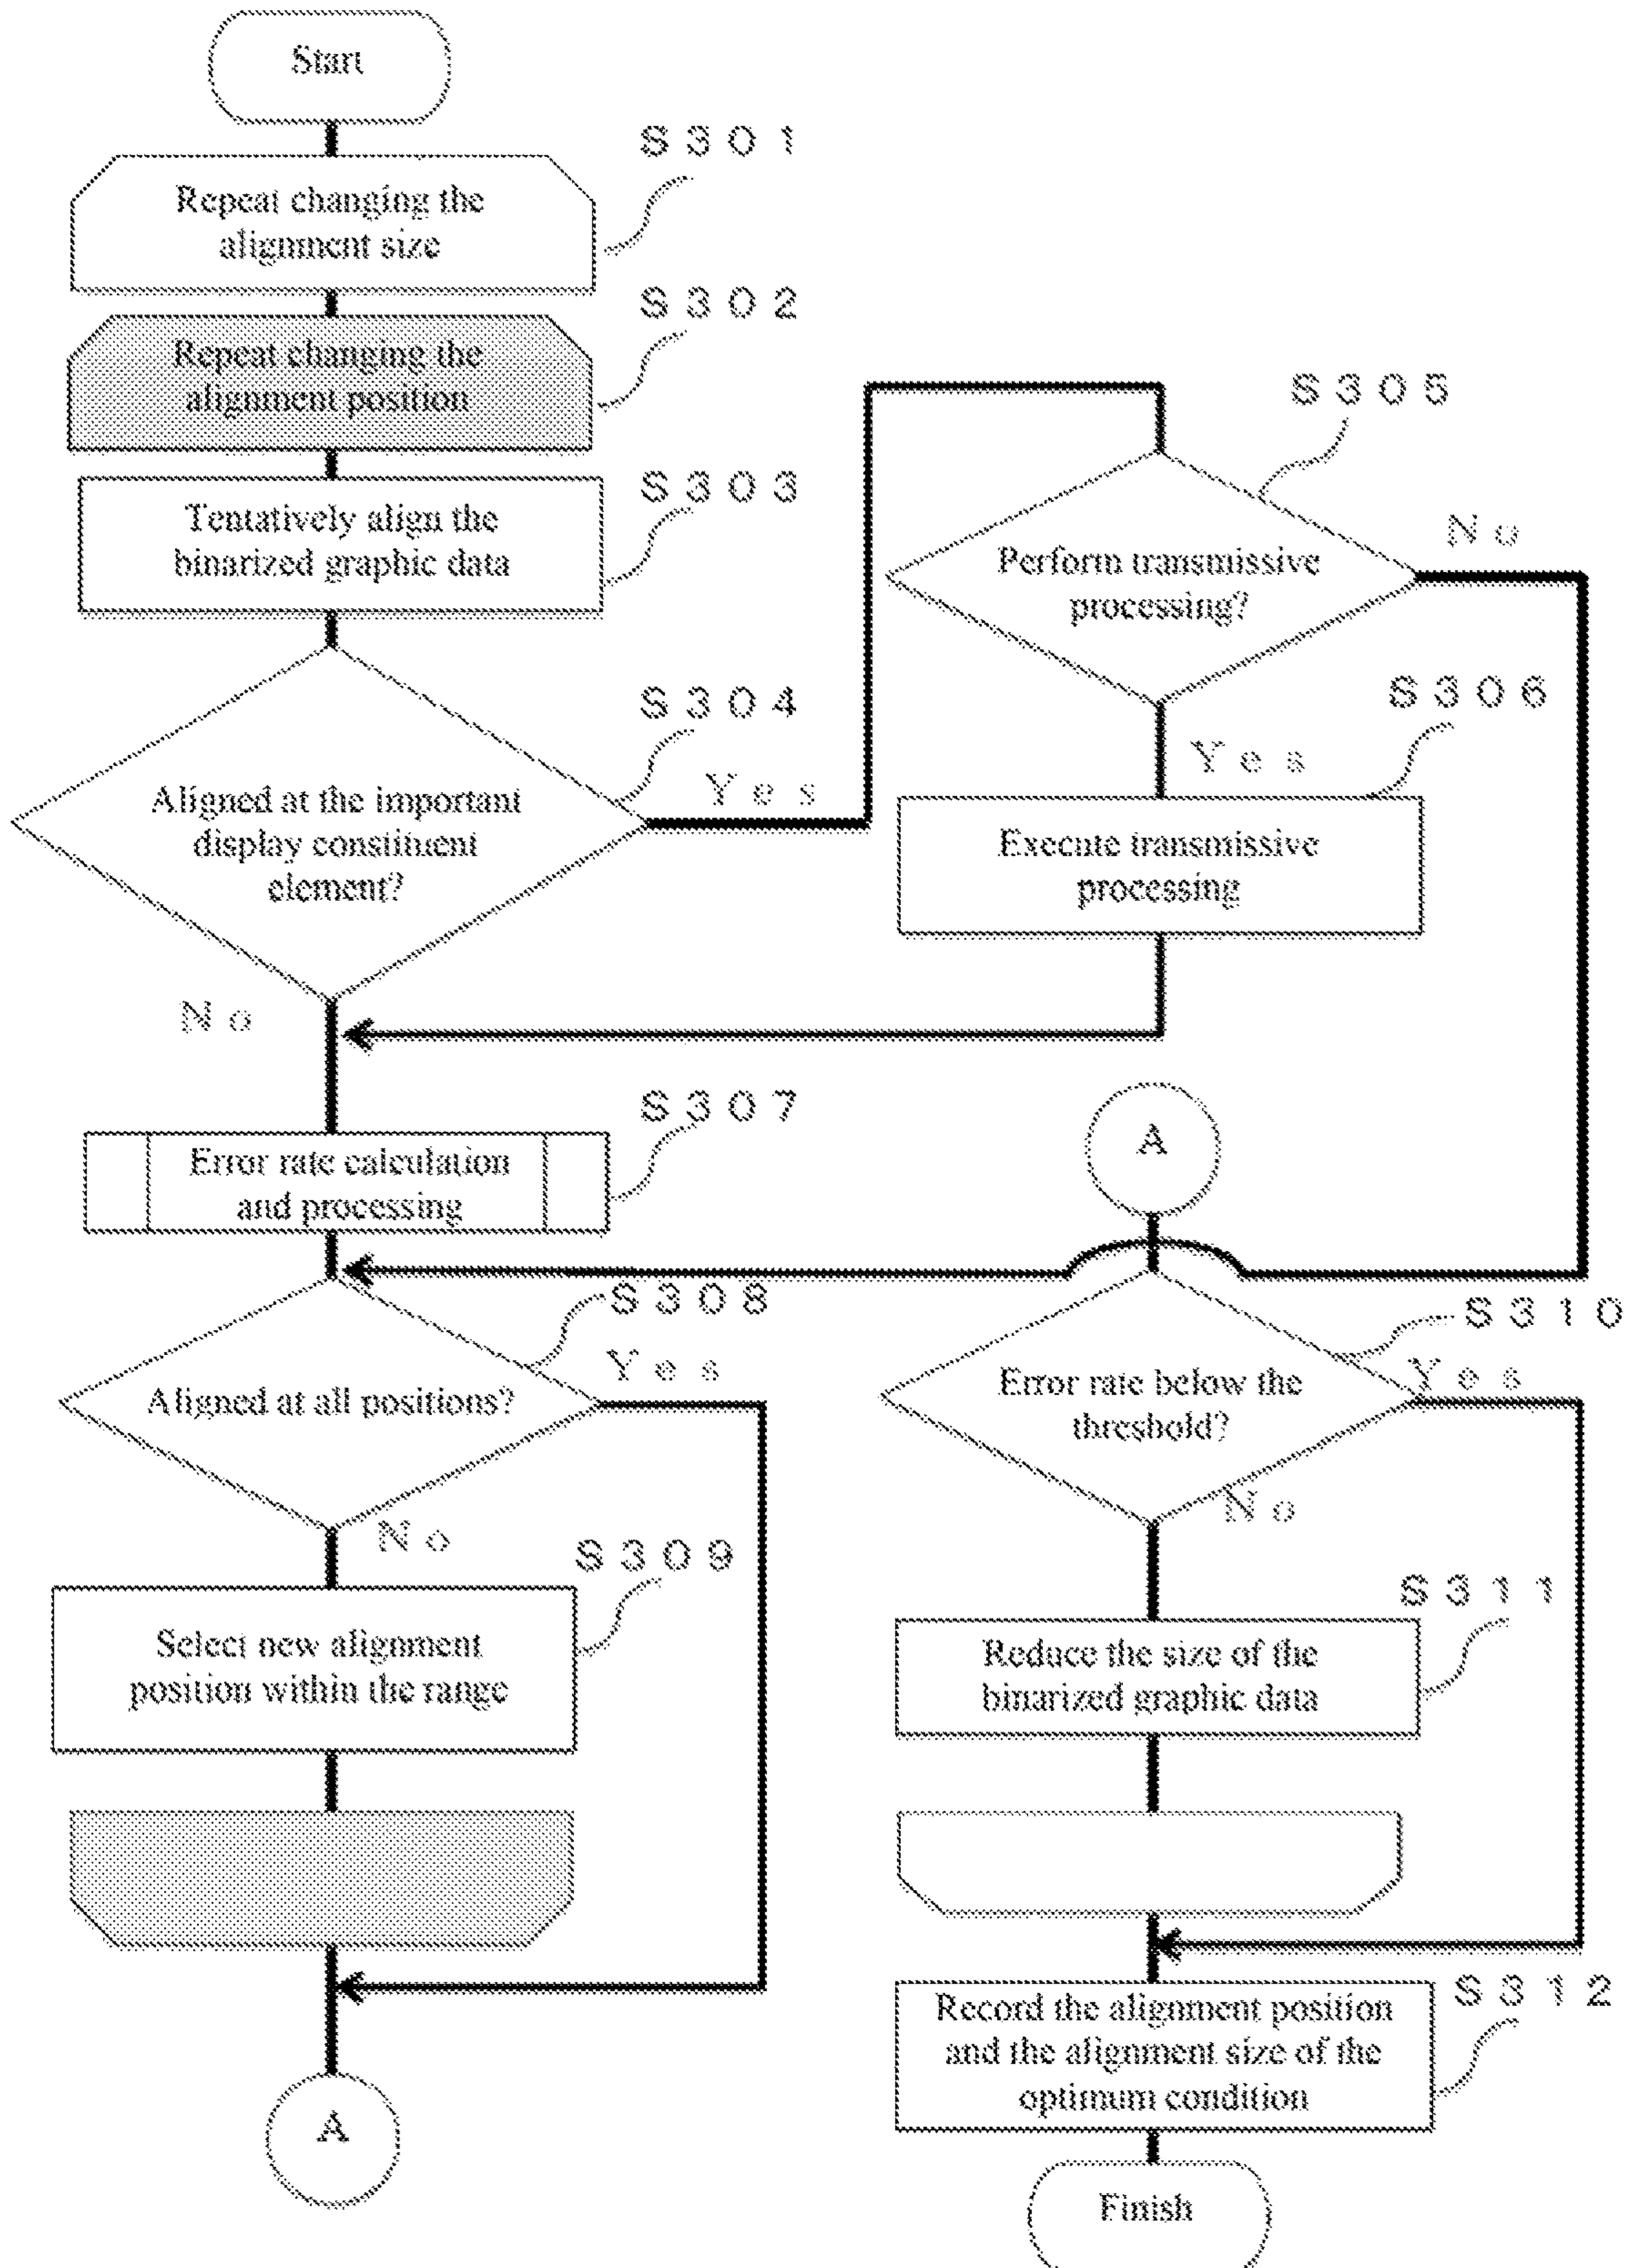 Start
S301
Repeat changing the
alignment size
S302
Repeat changing the
alignment position
S303
Tentatively align the
binarized graphic data
S304
Aligned at the important
display constituent
element?
Yes
No
S305
Perform transmissive
processing?
No
Yes
S306
Execute transmissive
processing
S307
Error rate calculation
and processing
S308
Aligned at all positions?
Yes
No
S309
Select new alignment
position within the range
A
A
S310
Error rate below the
threshold?
Yes
No
S311
Reduce the size of the
binarized graphic data
S312
Record the alignment position
and the alignment size of the
optimum condition
Finish